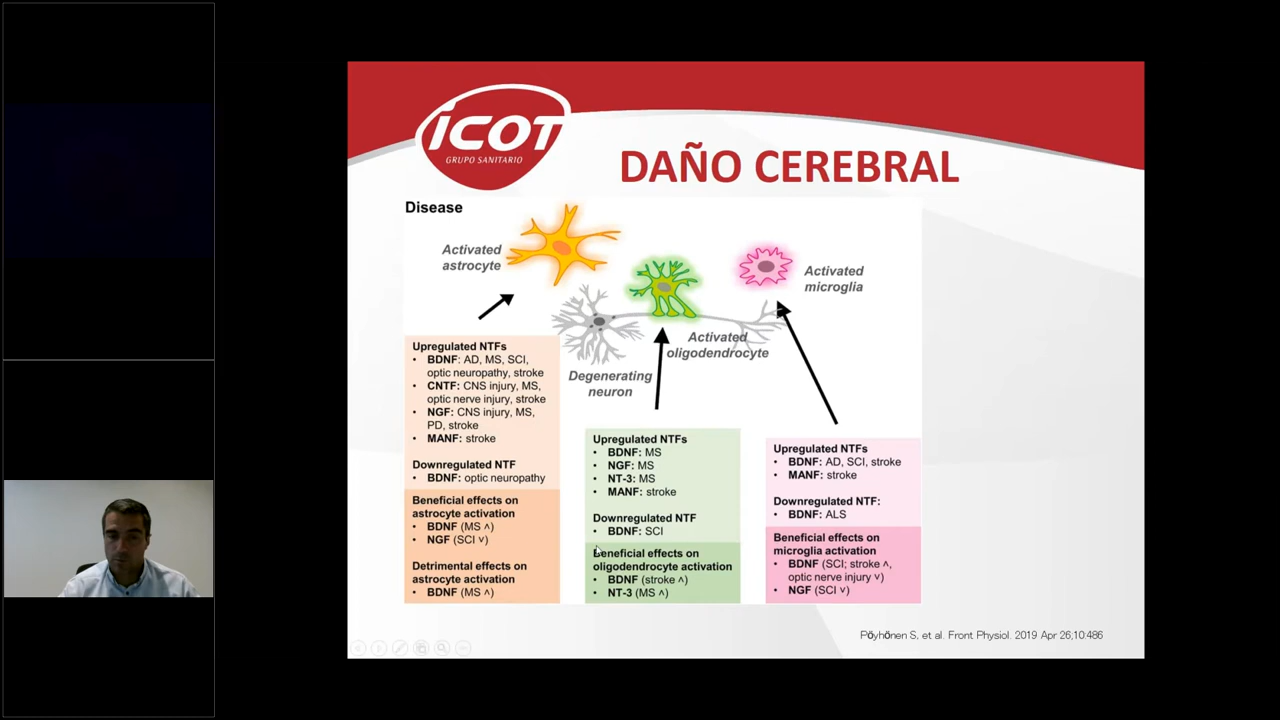 ICOT
GRUPO SANITARIO
DAÑO CEREBRAL
Disease
Activated
astrocyte
Activated
microglia
Activated
oligodendrocyte
Degenerating
neuron
Upregulated NTFs
• BDNF: AD, MS, SCI,
optic neuropathy, stroke
• CNTF: CNS injury, MS,
optic nerve injury, stroke
• NGF: CNS injury, MS,
PD, stroke
• MANF: stroke
Downregulated NTF
• BDNF: optic neuropathy
Beneficial effects on
astrocyte activation
• BDNF (MS ˄)
• NGF (SCI ˅)
Detrimental effects on
astrocyte activation
• BDNF (MS ˄)
Upregulated NTFs
• BDNF: MS
• NGF: MS
• NT-3: MS
• MANF: stroke
Downregulated NTF
• BDNF: SCI
Beneficial effects on
oligodendrocyte activation
• BDNF (stroke ˄)
• NT-3 (MS ˄)
Upregulated NTFs
• BDNF: AD, SCI, stroke
• MANF: stroke
Downregulated NTF:
• BDNF: ALS
Beneficial effects on
microglia activation
• BDNF (SCI; stroke ˄,
optic nerve injury ˅)
• NGF (SCI ˅)
Pöyhönen S, et al. Front Physiol. 2019 Apr 26;10:486